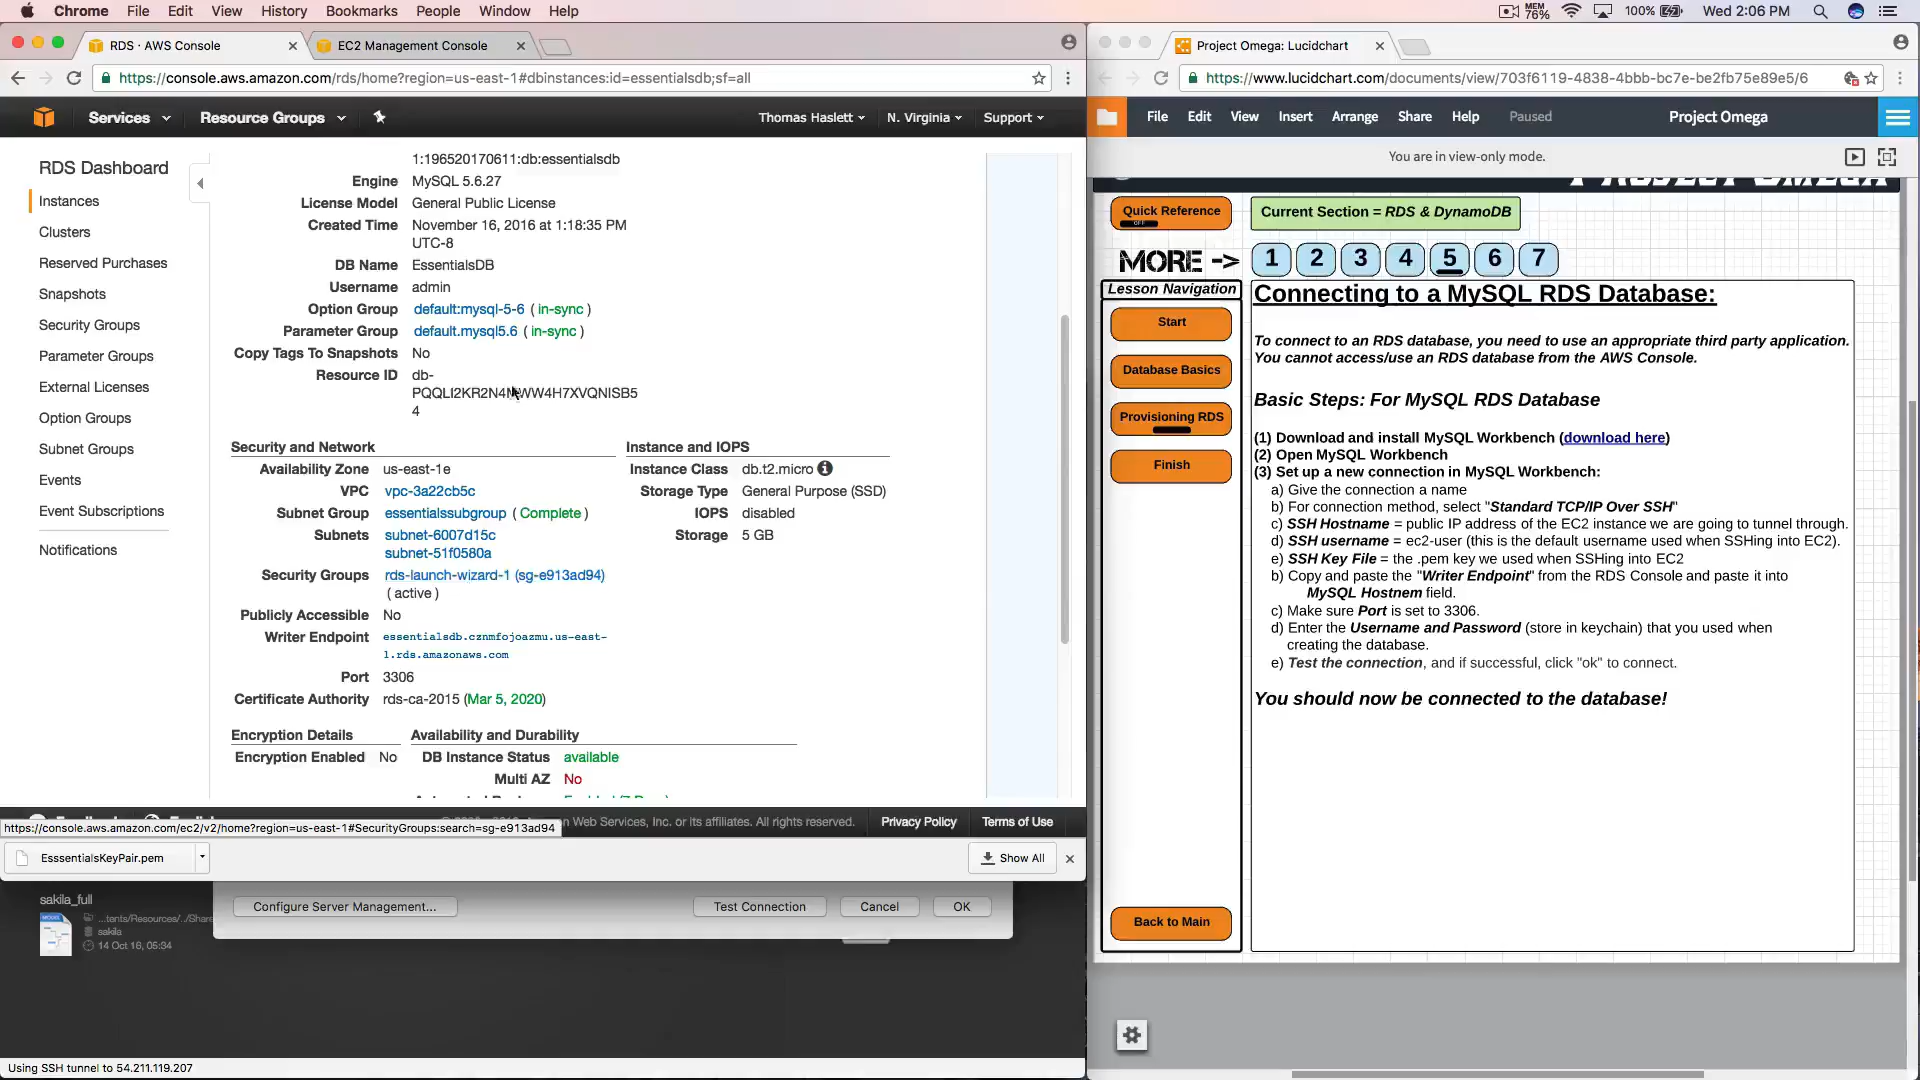 Chrome File Edit View History Bookmarks People Window Help
MEM 76% 100% Wed 2:06 PM
RDS · AWS Console
EC2 Management Console
https://console.aws.amazon.com/rds/home?region=us-east-1#dbinstances:id=essentialsdb;sf=all
Services Resource Groups Thomas Haslett N. Virginia Support
RDS Dashboard
Instances
Clusters
Reserved Purchases
Snapshots
Security Groups
Parameter Groups
External Licenses
Option Groups
Subnet Groups
Events
Event Subscriptions
Notifications
1:196520170611:db:essentialsdb
Engine MySQL 5.6.27
License Model General Public License
Created Time November 16, 2016 at 1:18:35 PM
UTC-8
DB Name EssentialsDB
Username admin
Option Group default:mysql-5-6 ( in-sync )
Parameter Group default.mysql5.6 ( in-sync )
Copy Tags To Snapshots No
Resource ID db-
4
Security and Network
Availability Zone us-east-1e
VPC vpc-3a22cb5c
Subnet Group essentialssubgroup ( Complete )
Subnets subnet-6007d15c
subnet-51f0580a
Security Groups rds-launch-wizard-1 (sg-e913ad94)
( active )
Publicly Accessible No
Writer Endpoint essentialsdb.cznmfojoazmu.us-east-
1.rds.amazonaws.com
Port 3306
Certificate Authority rds-ca-2015 (Mar 5, 2020)
Instance and IOPS
Instance Class db.t2.micro
Storage Type General Purpose (SSD)
IOPS disabled
Storage 5 GB
Encryption Details
Encryption Enabled No
Availability and Durability
DB Instance Status available
Multi AZ No
https://console.aws.amazon.com/ec2/v2/home?region=us-east-1#SecurityGroups:search=sg-e913ad94
Web Services, Inc. or its affiliates. All rights reserved. Privacy Policy Terms of Use
EsssentialsKeyPair.pem
Show All
sakila_full
...tents/Resources/../Share
sakila
14 Oct 16, 05:34
Configure Server Management... Test Connection Cancel OK
Using SSH tunnel to 54.211.119.207
Project Omega: Lucidchart
https://www.lucidchart.com/documents/view/703f6119-4838-4bbb-bc7e-be2fb75e89e5/6
File Edit View Insert Arrange Share Help Paused Project Omega
You are in view-only mode.
PROJECT OMEGA
Quick Reference
OFF
Current Section = RDS & DynamoDB
MORE -> 1 2 3 4 5 6 7
Lesson Navigation
Start
Database Basics
Provisioning RDS
Finish
Back to Main
Connecting to a MySQL RDS Database:
To connect to an RDS database, you need to use an appropriate third party application.
You cannot access/use an RDS database from the AWS Console.
Basic Steps: For MySQL RDS Database
(1) Download and install MySQL Workbench (download here)
(2) Open MySQL Workbench
(3) Set up a new connection in MySQL Workbench:
a) Give the connection a name
b) For connection method, select "Standard TCP/IP Over SSH"
c) SSH Hostname = public IP address of the EC2 instance we are going to tunnel through.
d) SSH username = ec2-user (this is the default username used when SSHing into EC2).
e) SSH Key File = the .pem key we used when SSHing into EC2
b) Copy and paste the "Writer Endpoint" from the RDS Console and paste it into
MySQL Hostnem field.
c) Make sure Port is set to 3306.
d) Enter the Username and Password (store in keychain) that you used when
creating the database.
e) Test the connection, and if successful, click "ok" to connect.
You should now be connected to the database!